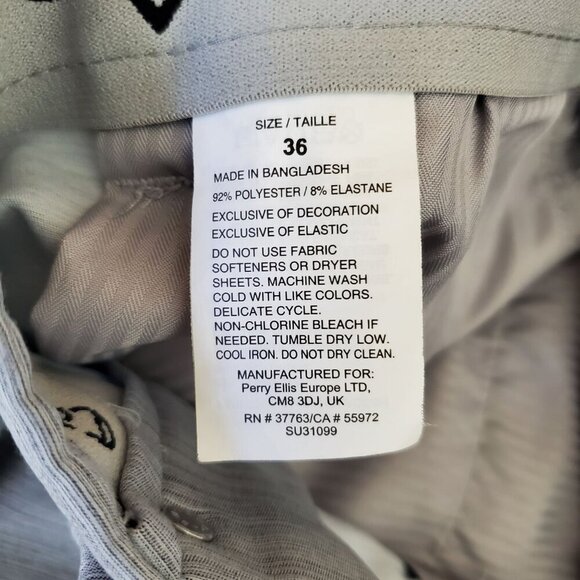 SIZE / TAILLE
36
MADE IN BANGLADESH
92% POLYESTER / 8% ELASTANE
EXCLUSIVE OF DECORATION
EXCLUSIVE OF ELASTIC
DO NOT USE FABRIC
SOFTENERS OR DRYER
SHEETS. MACHINE WASH
COLD WITH LIKE COLORS.
DELICATE CYCLE.
NON-CHLORINE BLEACH IF
NEEDED. TUMBLE DRY LOW.
COOL IRON. DO NOT DRY CLEAN.
MANUFACTURED FOR:
Perry Ellis Europe LTD,
CM8 3DJ, UK
RN # 37763/CA # 55972
SU31099